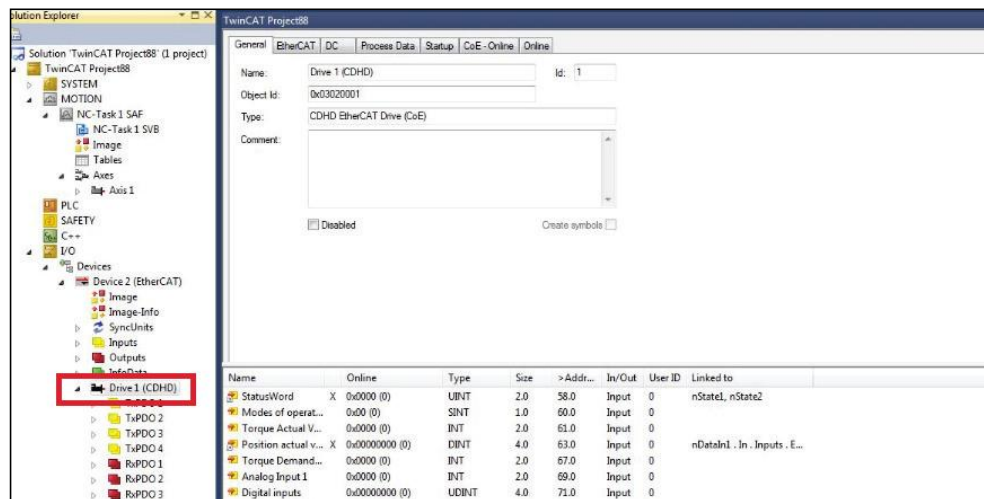 olution Explorer
Solution 'TwinCAT Project88' (1 project)
TwinCAT Project88
SYSTEM
MOTION
NC-Task 1 SAF
NC-Task 1 SVB
Image
Tables
Axes
Axis 1
PLC
SAFETY
C++
I/O
Devices
Device 2 (EtherCAT)
Image
Image-Info
SyncUnits
Inputs
Outputs
InfoData
Drive 1 (CDHD)
TxPDO 1
TxPDO 2
TxPDO 3
TxPDO 4
RxPDO 1
RxPDO 2
RxPDO 3
TwinCAT Project88
General EtherCAT DC Process Data Startup CoE - Online Online
Name: Drive 1 (CDHD) Id: 1
Object Id: 0x03020001
Type: CDHD EtherCAT Drive (CoE)
Comment:
Disabled Create symbols
Name Online Type Size >Addr... In/Out User ID Linked to
StatusWord X 0x0000 (0) UINT 2.0 58.0 Input 0 nState1, nState2
Modes of operat... 0x00 (0) SINT 1.0 60.0 Input 0
Torque Actual V... 0x0000 (0) INT 2.0 61.0 Input 0
Position actual v... X 0x00000000 (0) DINT 4.0 63.0 Input 0 nDataIn1 . In . Inputs . E...
Torque Demand... 0x0000 (0) INT 2.0 67.0 Input 0
Analog Input 1 0x0000 (0) INT 2.0 69.0 Input 0
Digital inputs 0x00000000 (0) UDINT 4.0 71.0 Input 0